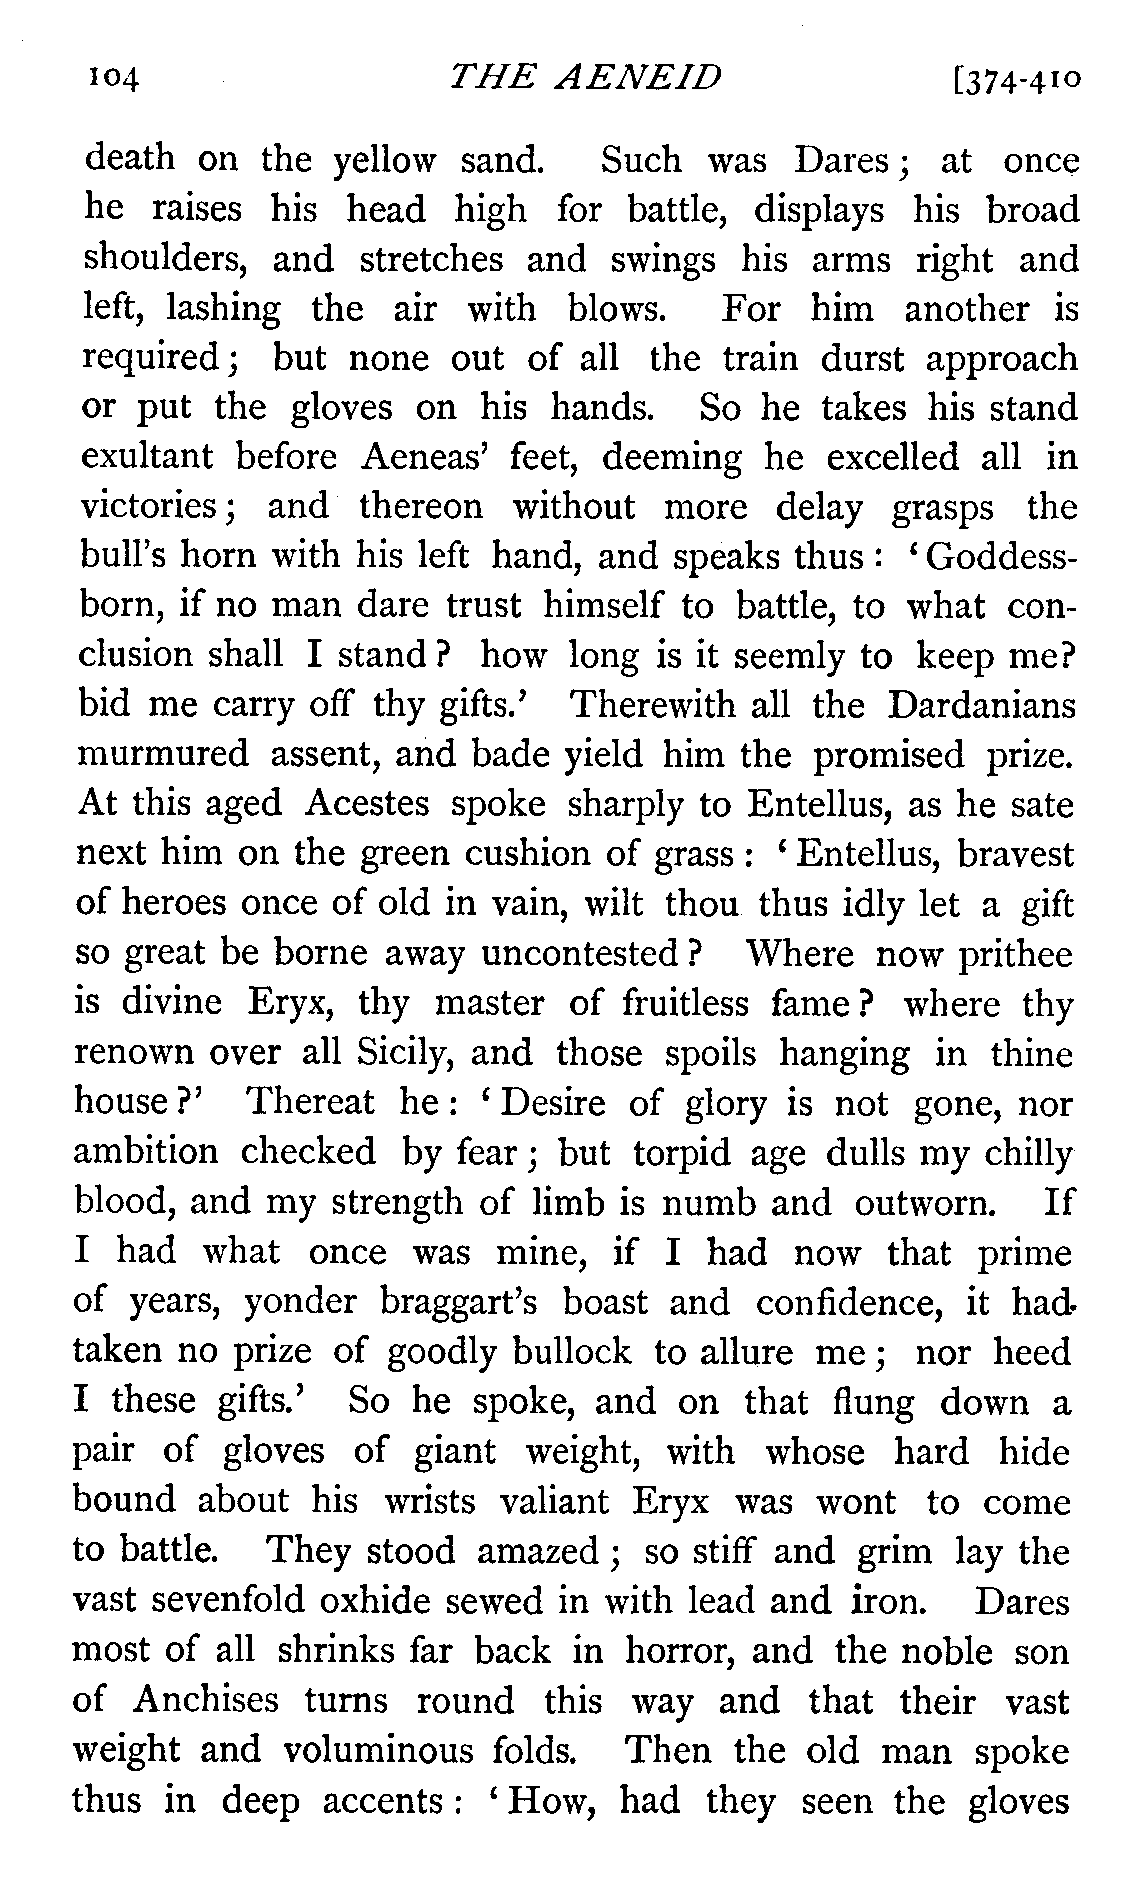 104 THE AENEID [374-410
death on the yellow sand. Such was Dares; at once
he raises his head high for battle, displays his broad
shoulders, and stretches and swings his arms right and
left, lashing the air with blows. For him another is
required; but none out of all the train durst approach
or put the gloves on his hands. So he takes his stand
exultant before Aeneas' feet, deeming he excelled all in
victories; and thereon without more delay grasps the
bull's horn with his left hand, and speaks thus: 'Goddess-
born, if no man dare trust himself to battle, to what con-
clusion shall I stand? how long is it seemly to keep me?
bid me carry off thy gifts.' Therewith all the Dardanians
murmured assent, and bade yield him the promised prize.
At this aged Acestes spoke sharply to Entellus, as he sate
next him on the green cushion of grass: 'Entellus, bravest
of heroes once of old in vain, wilt thou thus idly let a gift
so great be borne away uncontested? Where now prithee
is divine Eryx, thy master of fruitless fame? where thy
renown over all Sicily, and those spoils hanging in thine
house?' Thereat he: 'Desire of glory is not gone, nor
ambition checked by fear; but torpid age dulls my chilly
blood, and my strength of limb is numb and outworn. If
I had what once was mine, if I had now that prime
of years, yonder braggart's boast and confidence, it had
taken no prize of goodly bullock to allure me; nor heed
I these gifts.' So he spoke, and on that flung down a
pair of gloves of giant weight, with whose hard hide
bound about his wrists valiant Eryx was wont to come
to battle. They stood amazed; so stiff and grim lay the
vast sevenfold oxhide sewed in with lead and iron. Dares
most of all shrinks far back in horror, and the noble son
of Anchises turns round this way and that their vast
weight and voluminous folds. Then the old man spoke
thus in deep accents: 'How, had they seen the gloves